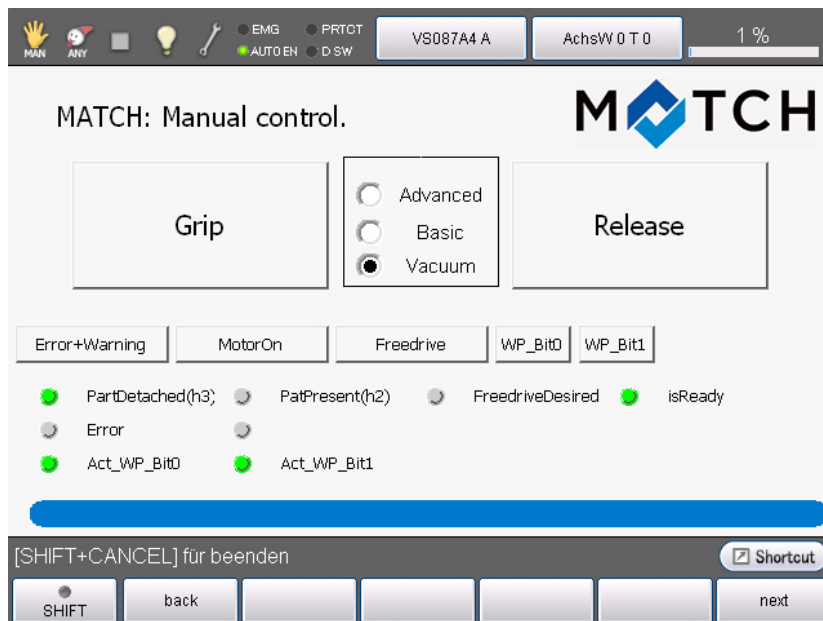 MAN ANY EMG PRTCT
AUTO EN D SW
VS087A4 A
AchsW 0 T 0
1 %
MATCH: Manual control.
MATCH
Grip
Advanced
Basic
Vacuum
Release
Error+Warning MotorOn Freedrive WP_Bit0 WP_Bit1
PartDetached(h3) PatPresent(h2) FreedriveDesired isReady
Error
Act_WP_Bit0 Act_WP_Bit1
[SHIFT+CANCEL] für beenden
Shortcut
SHIFT back next